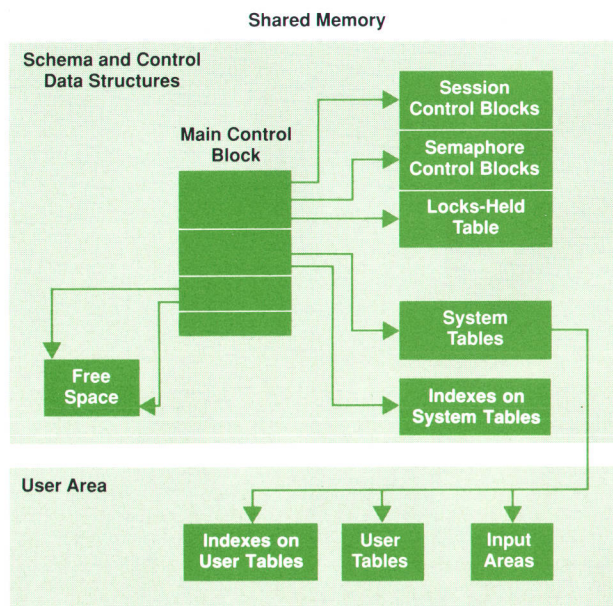 Shared Memory
Schema and Control
Data Structures
Main Control
Block
Session
Control Blocks
Semaphore
Control Blocks
Locks-Held
Table
System
Tables
Free
Space
Indexes on
System Tables
User Area
Indexes on
User Tables
User
Tables
Input
Areas